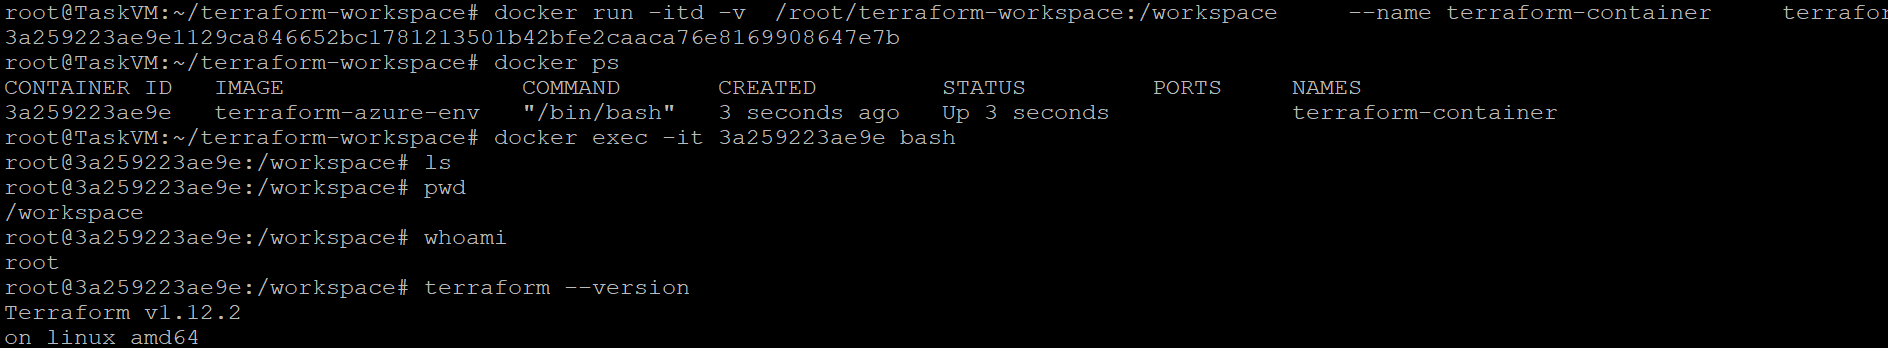 root@TaskVM:~/terraform-workspace# docker run -itd -v  /root/terraform-workspace:/workspace     --name terraform-container     terrafor
3a259223ae9e1129ca846652bc1781213501b42bfe2caaca76e8169908647e7b
root@TaskVM:~/terraform-workspace# docker ps
CONTAINER ID   IMAGE                 COMMAND       CREATED         STATUS         PORTS     NAMES
3a259223ae9e   terraform-azure-env   "/bin/bash"   3 seconds ago   Up 3 seconds             terraform-container
root@TaskVM:~/terraform-workspace# docker exec -it 3a259223ae9e bash
root@3a259223ae9e:/workspace# ls
root@3a259223ae9e:/workspace# pwd
/workspace
root@3a259223ae9e:/workspace# whoami
root
root@3a259223ae9e:/workspace# terraform --version
Terraform v1.12.2
on linux amd64